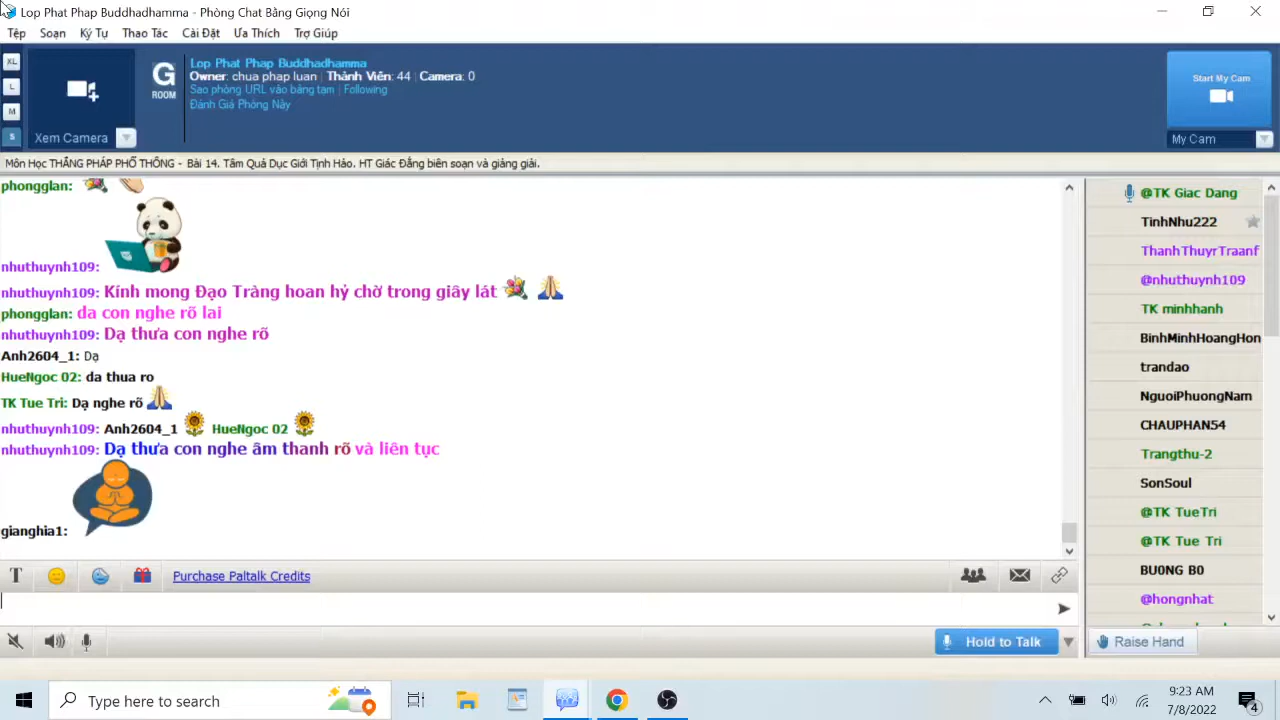 Lop Phat Phap Buddhadhamma - Phòng Chat Bằng Giọng Nói
Tệp Soạn Ký Tự Thao Tác Cài Đặt Ưa Thích Trợ Giúp
XL
L
M
S
Xem Camera
G
ROOM
Lop Phat Phap Buddhadhamma
Owner: chua phap luan | Thành Viên: 44 | Camera: 0
Sao phòng URL vào bảng tạm | Following
Đánh Giá Phòng Này
Start My Cam
My Cam
Môn Học THẮNG PHÁP PHỔ THÔNG - Bài 14. Tâm Quả Dục Giới Tịnh Hảo. HT Giác Đẳng biên soạn và giảng giải.
phongglan:
nhuthuynh109:
nhuthuynh109: Kính mong Đạo Tràng hoan hỷ chờ trong giây lát
phongglan: da con nghe rõ lai
nhuthuynh109: Dạ thưa con nghe rõ
Anh2604_1: Dạ
HueNgoc 02: da thua ro
TK Tue Tri: Dạ nghe rõ
nhuthuynh109: Anh2604_1 HueNgoc 02
nhuthuynh109: Dạ thưa con nghe âm thanh rõ và liên tục
gianghia1:
@TK Giac Dang
TinhNhu222
ThanhThuyrTraanf
@nhuthuynh109
TK minhhanh
BinhMinhHoangHon
trandao
NguoiPhuongNam
CHAUPHAN54
Trangthu-2
SonSoul
@TK TueTri
@TK Tue Tri
BU0NG B0
@hongnhat
T
Purchase Paltalk Credits
Hold to Talk
Raise Hand
Type here to search
9:23 AM
7/8/2022
4